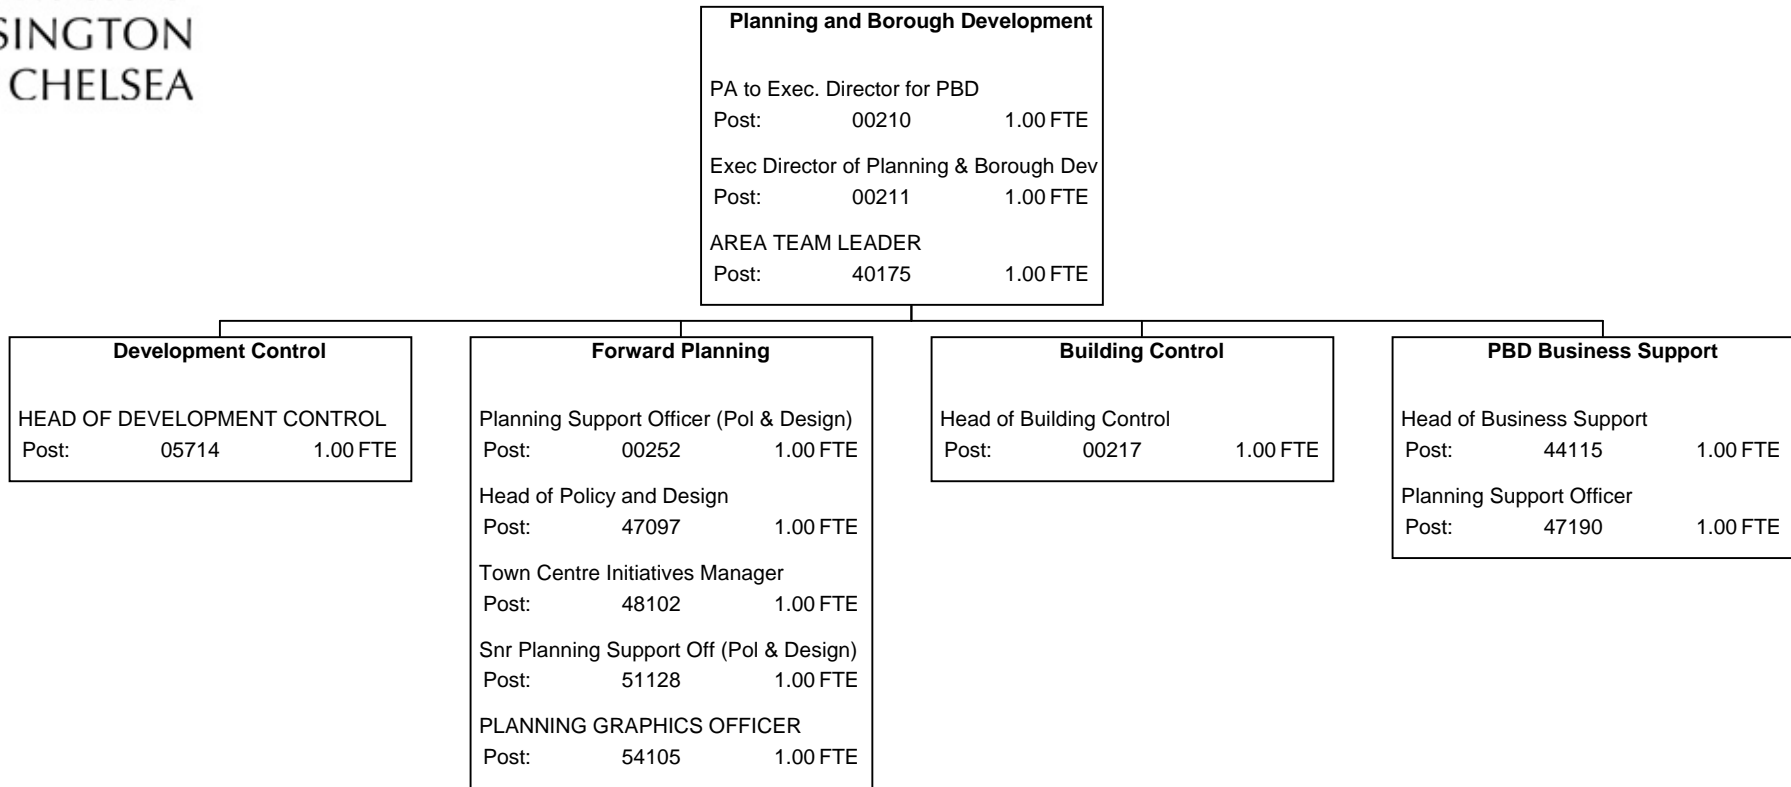 CHELSEA
Planning and Borough Development
PA to Exec. Director for PBD
Post: 00210 1.00 FTE
Exec Director of Planning & Borough Dev
Post: 00211 1.00 FTE
AREA TEAM LEADER
Post: 40175 1.00 FTE
Development Control
HEAD OF DEVELOPMENT CONTROL
Post: 05714 1.00 FTE
Forward Planning
Planning Support Officer (Pol & Design)
Post: 00252 1.00 FTE
Head of Policy and Design
Post: 47097 1.00 FTE
Town Centre Initiatives Manager
Post: 48102 1.00 FTE
Snr Planning Support Off (Pol & Design)
Post: 51128 1.00 FTE
PLANNING GRAPHICS OFFICER
Post: 54105 1.00 FTE
Building Control
Head of Building Control
Post: 00217 1.00 FTE
PBD Business Support
Head of Business Support
Post: 44115 1.00 FTE
Planning Support Officer
Post: 47190 1.00 FTE